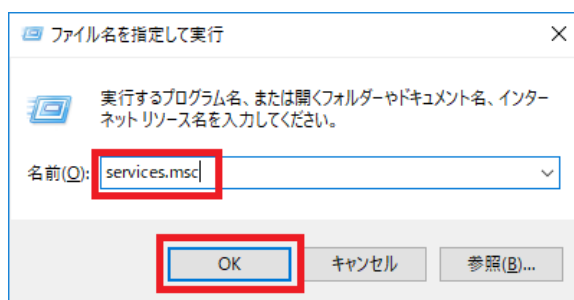 ファイル名を指定して実行
実行するプログラム名、または開くフォルダーやドキュメント名、インター
ネット リソース名を入力してください。
名前(O): services.msc
OK キャンセル 参照(B)...